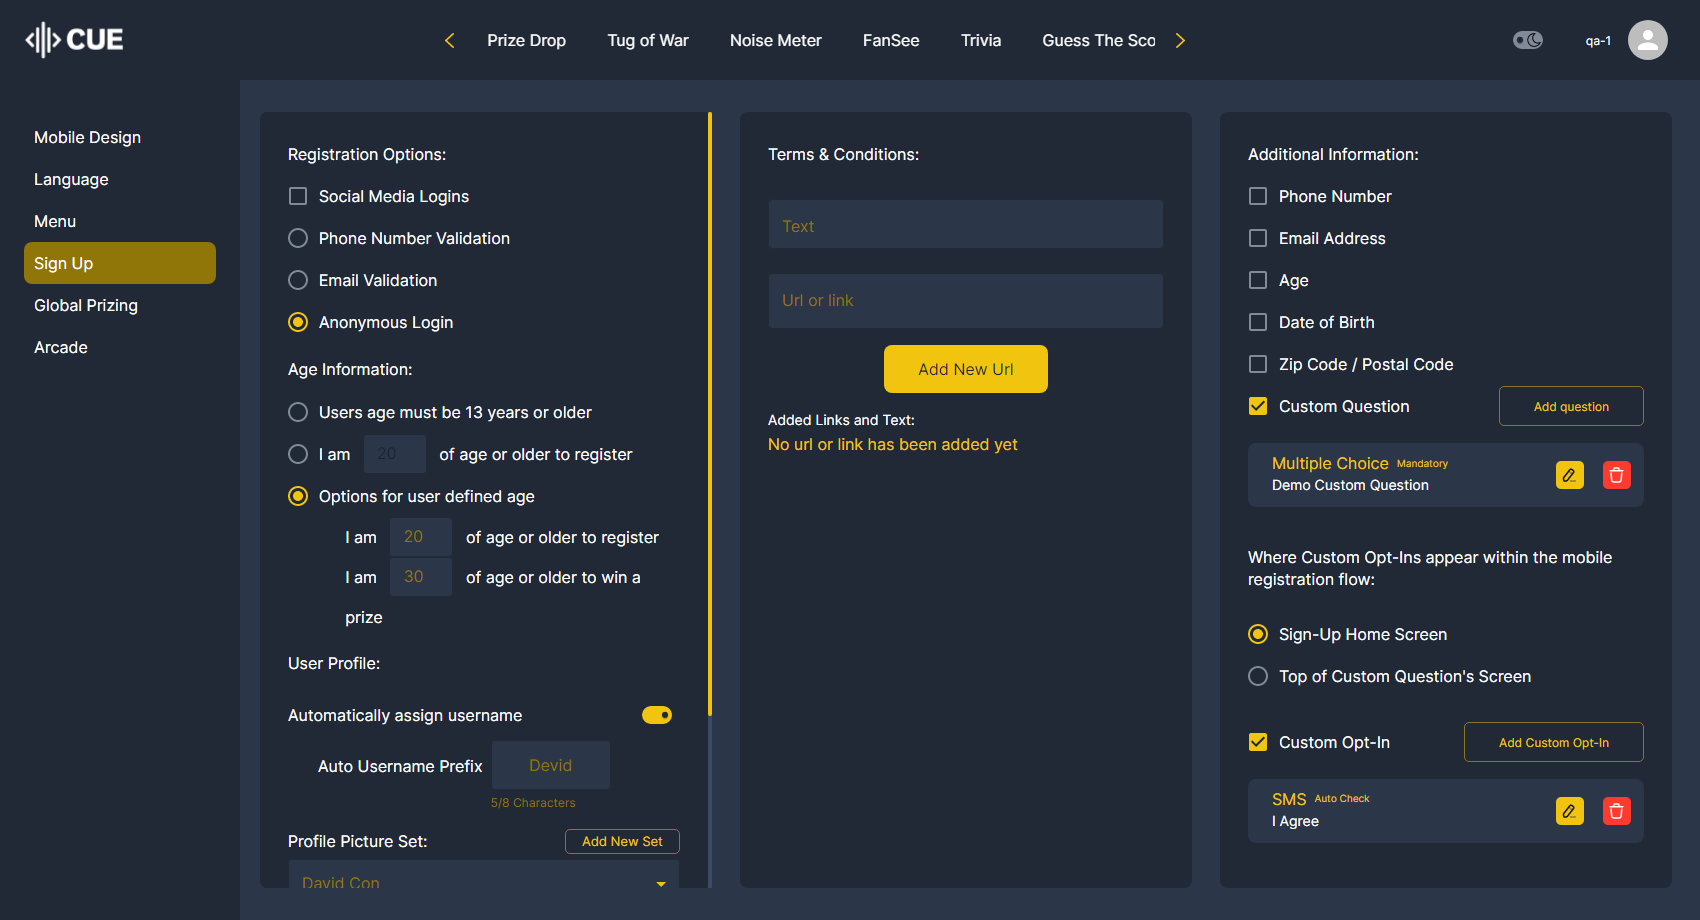 CUE
Prize Drop
Tug of War
Noise Meter
FanSee
Trivia
Guess The Sco
qa-1
Mobile Design
Language
Menu
Sign Up
Global Prizing
Arcade
Registration Options:
Social Media Logins
Phone Number Validation
Email Validation
Anonymous Login
Age Information:
Users age must be 13 years or older
I am 20 of age or older to register
Options for user defined age
I am 20 of age or older to register
I am 30 of age or older to win a
prize
User Profile:
Automatically assign username
Auto Username Prefix Devid
5/8 Characters
Profile Picture Set: Add New Set
David Con
Terms & Conditions:
Text
Url or link
Add New Url
Added Links and Text:
No url or link has been added yet
Additional Information:
Phone Number
Email Address
Age
Date of Birth
Zip Code / Postal Code
Custom Question Add question
Multiple Choice Mandatory
Demo Custom Question
Where Custom Opt-Ins appear within the mobile
registration flow:
Sign-Up Home Screen
Top of Custom Question's Screen
Custom Opt-In Add Custom Opt-In
SMS Auto Check
I Agree